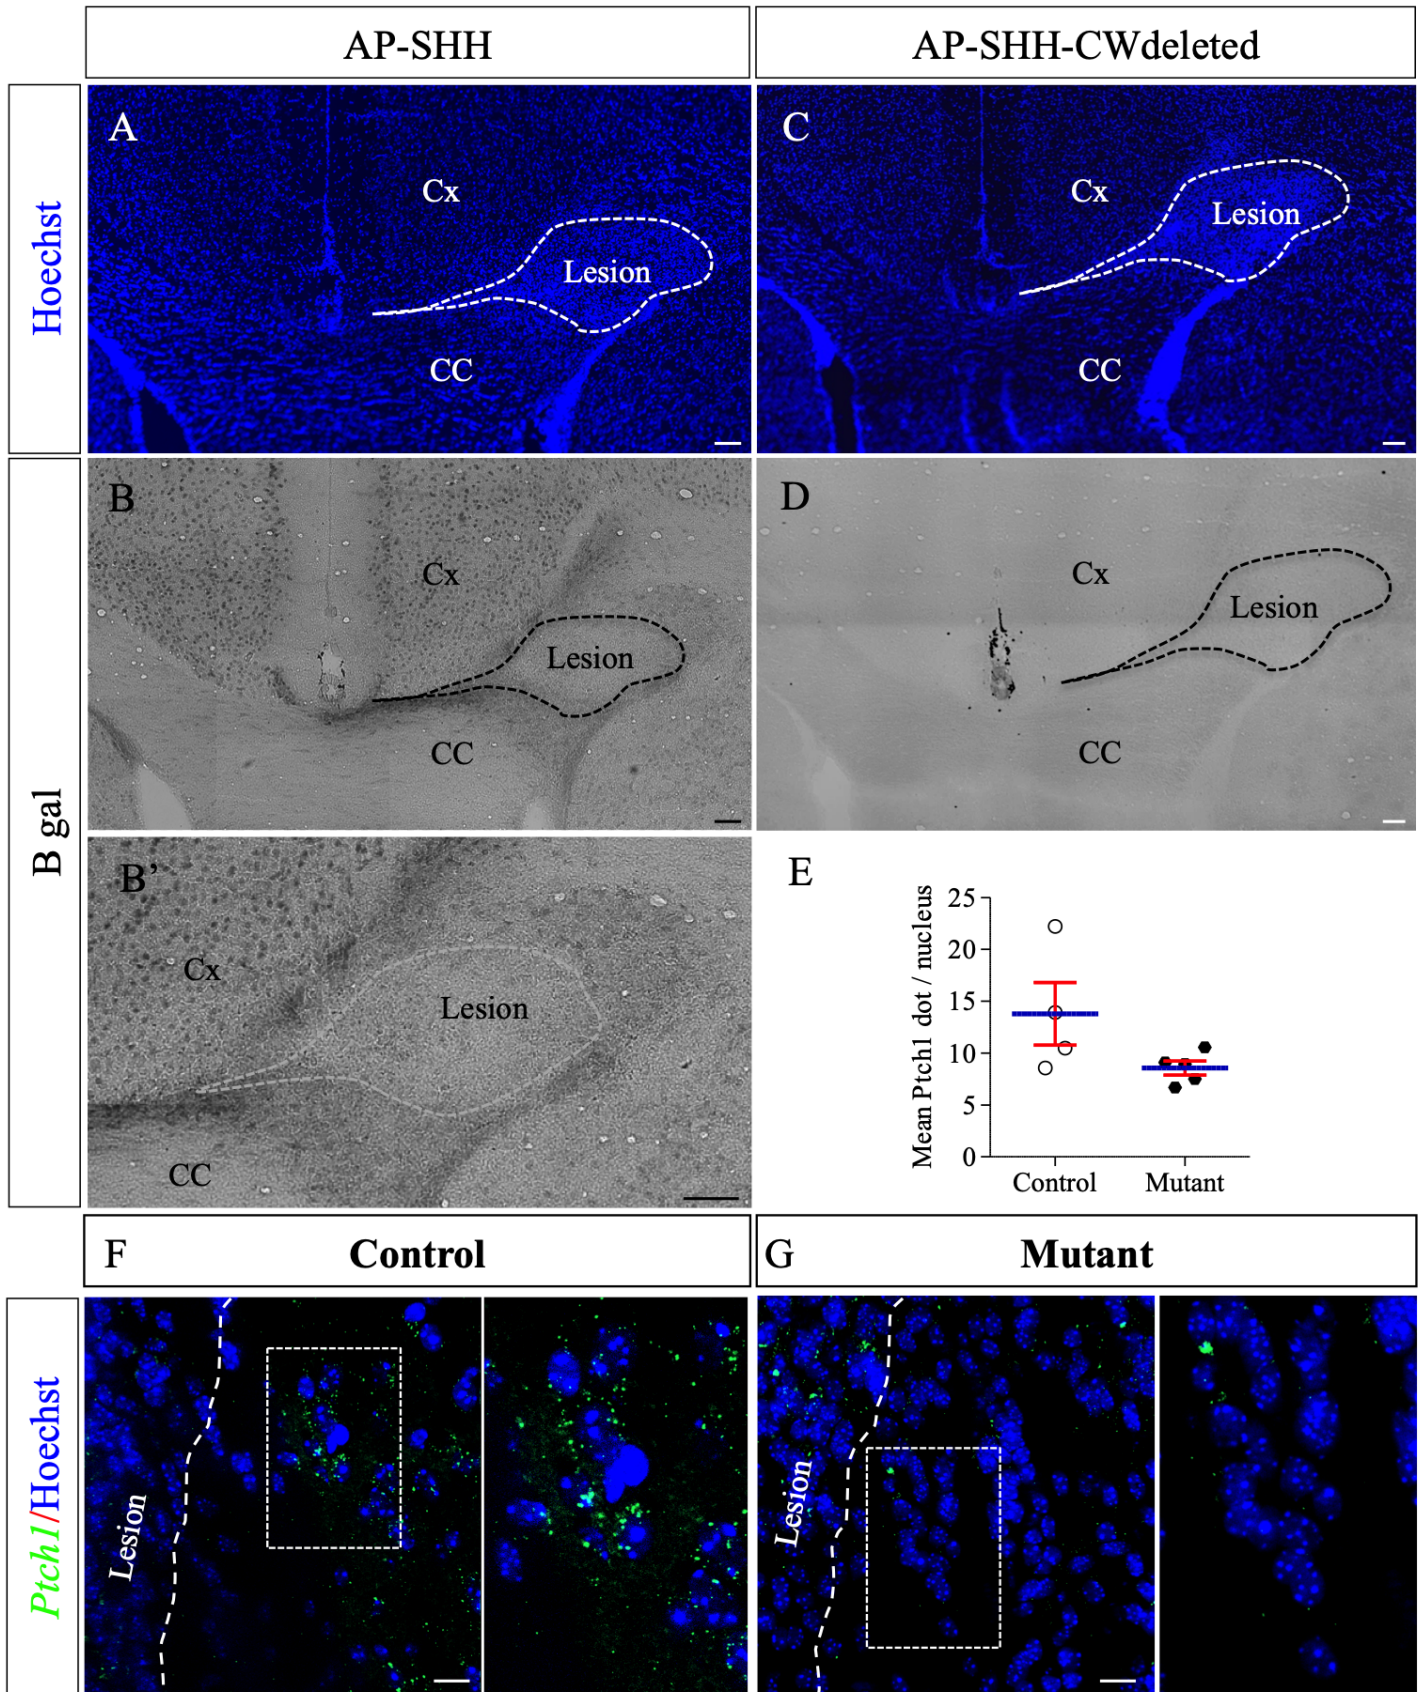 AP-SHH
AP-SHH-CWdeleted
Hoechst
A
Cx
Lesion
CC
C
Cx
Lesion
CC
B gal
B
Cx
Lesion
CC
D
Cx
Lesion
CC
B’
Cx
Lesion
CC
E
Mean Ptch1 dot / nucleus
25
20
15
10
5
0
Control
Mutant
F
Control
G
Mutant
Ptch1/Hoechst
Lesion
Lesion